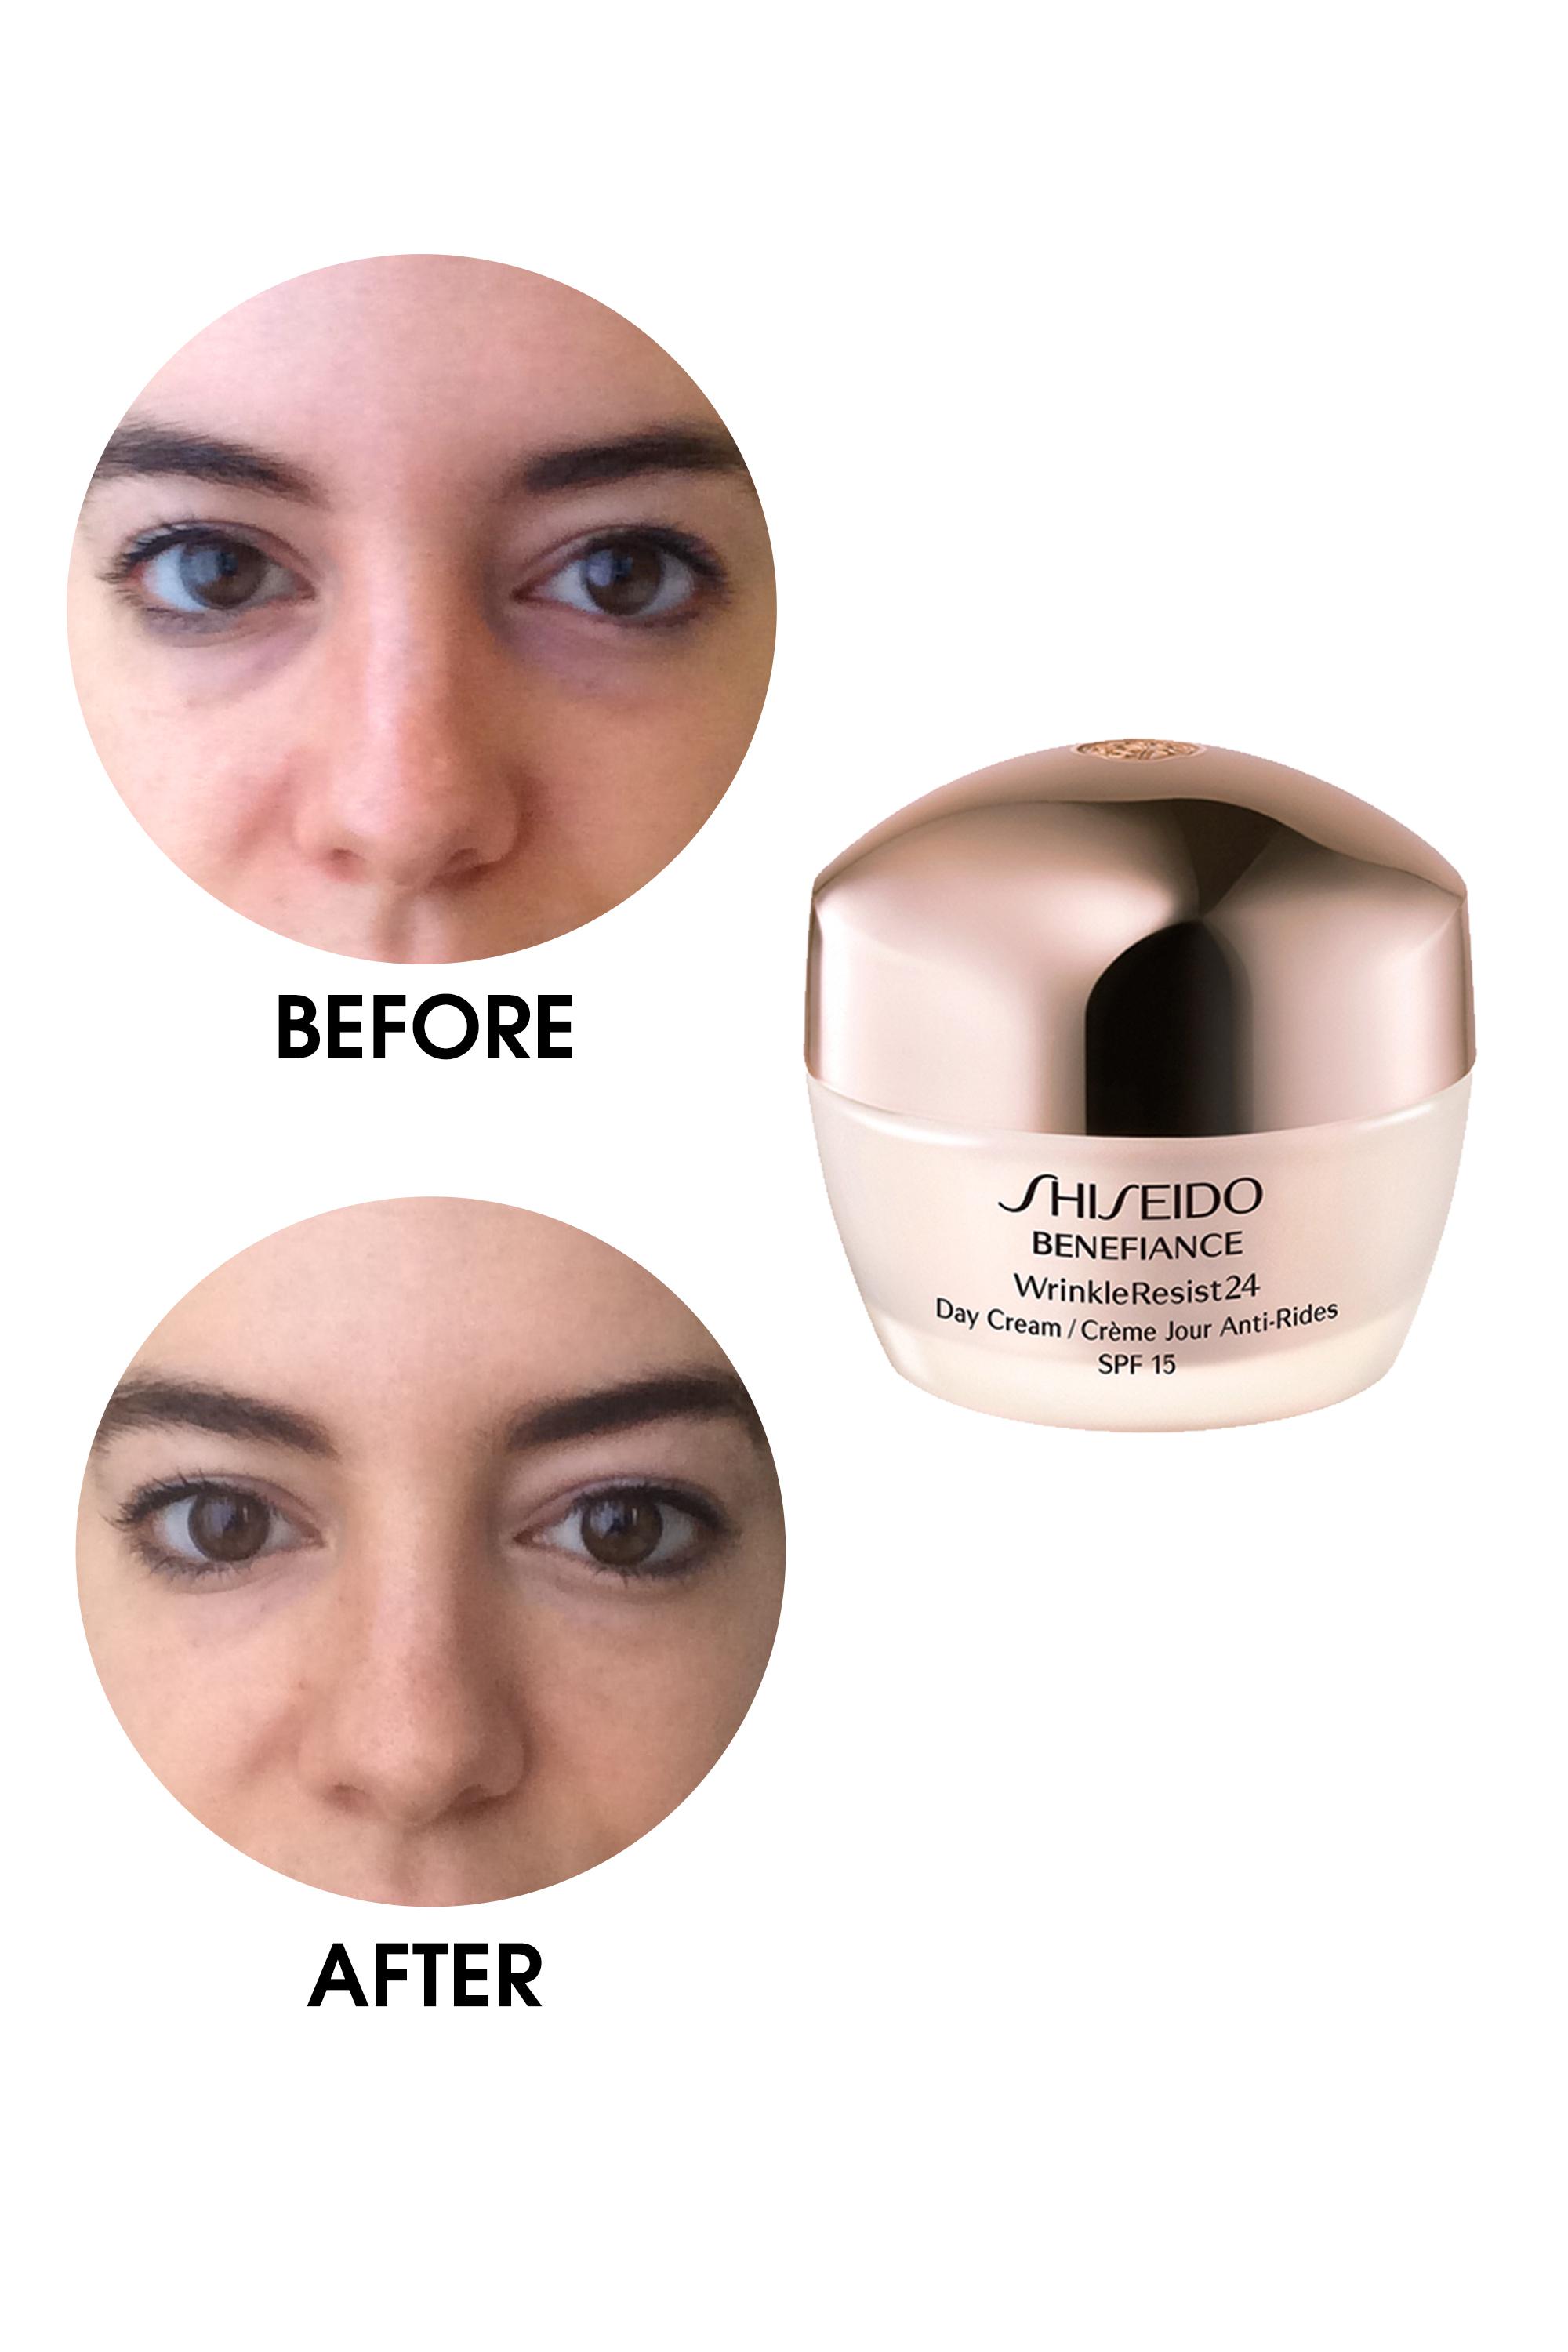 BEFORE
SHISEIDO
BENEFIANCE
WrinkleResist24
Day Cream / Crème Jour Anti-Rides
SPF 15
AFTER